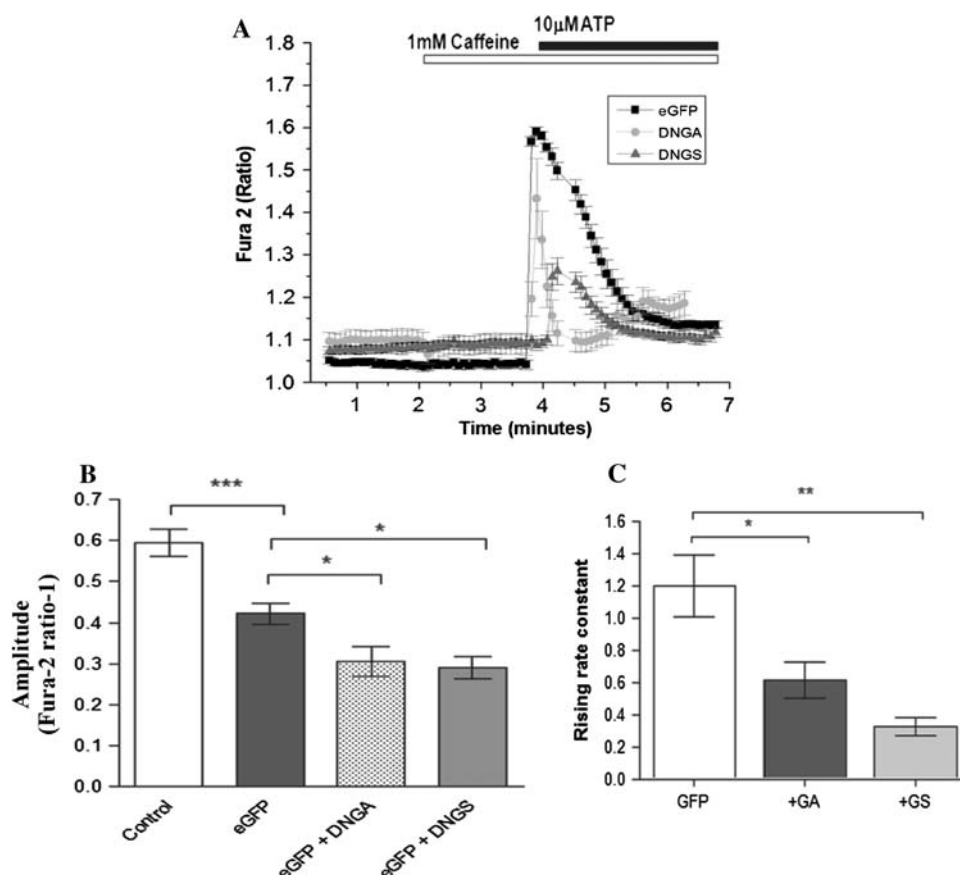 A
10µM ATP
1mM Caffeine
1.8
1.7
1.6
1.5
1.4
1.3
1.2
1.1
1.0
Fura 2 (Ratio)
eGFP
DNGA
DNGS
1 2 3 4 5 6 7
Time (minutes)
B
***
*
*
0.7
0.6
0.5
0.4
0.3
0.2
0.1
0.0
Amplitude
(Fura-2 ratio-1)
Control
eGFP
eGFP + DNGA
eGFP + DNGS
C
**
*
1.6
1.4
1.2
1.0
0.8
0.6
0.4
0.2
0.0
Rising rate constant
GFP +GA +GS